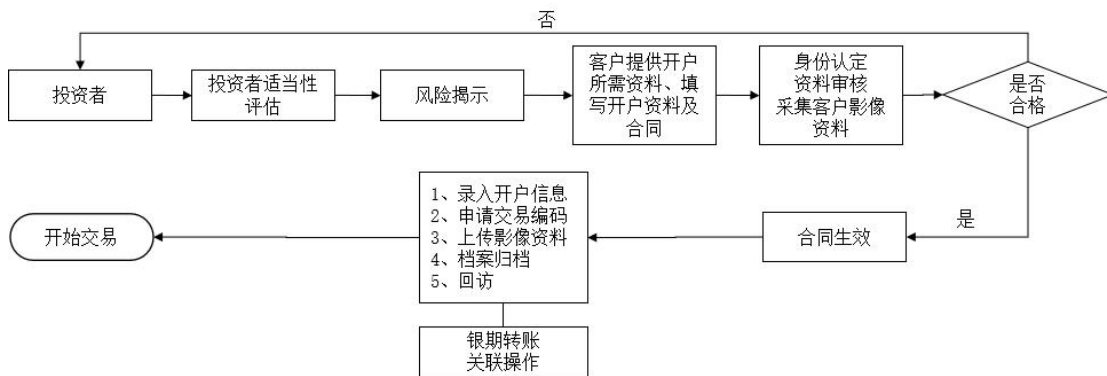 否
投资者
投资者适当性
评估
风险揭示
客户提供开户
所需资料、填
写开户资料及
合同
身份认定
资料审核
采集客户影像
资料
是否
合格
是
合同生效
1、录入开户信息
2、申请交易编码
3、上传影像资料
4、档案归档
5、回访
开始交易
银期转账
关联操作